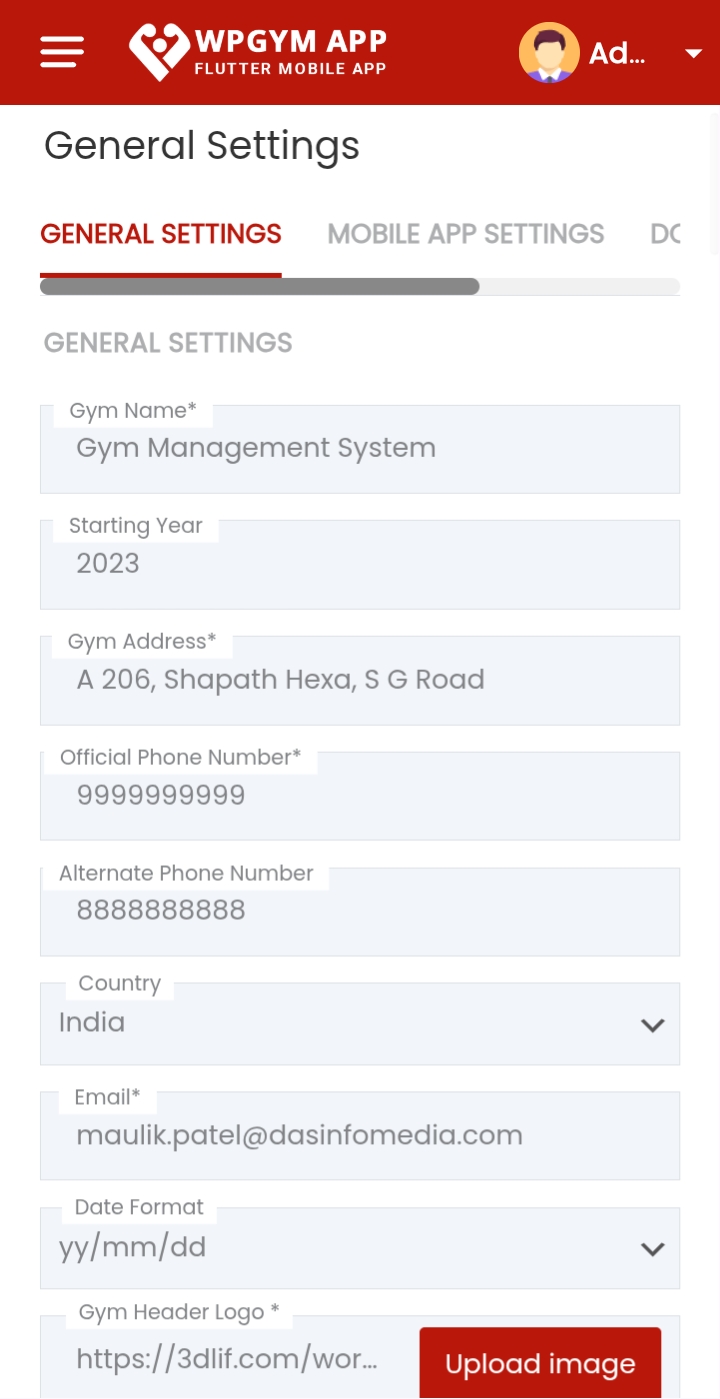 WPGYM APP
FLUTTER MOBILE APP
Ad...
General Settings
GENERAL SETTINGS
MOBILE APP SETTINGS
GENERAL SETTINGS
Gym Name*
Gym Management System
Starting Year
2023
Gym Address*
A 206, Shapath Hexa, S G Road
Official Phone Number*
9999999999
Alternate Phone Number
8888888888
Country
India
Email*
maulik.patel@dasinfomedia.com
Date Format
yy/mm/dd
Gym Header Logo *
https://3dlif.com/wor...
Upload image